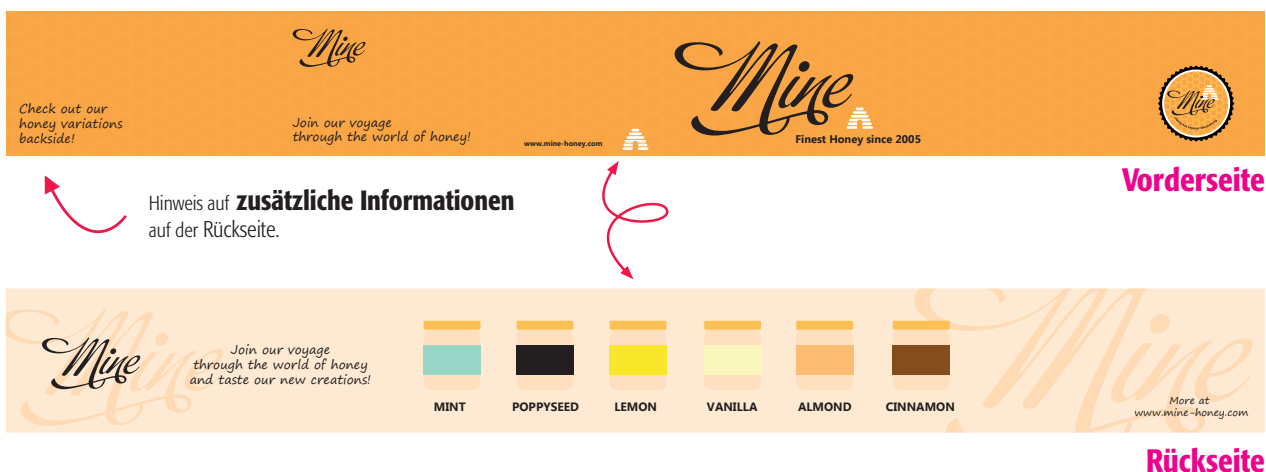 Check out our
honey variations
backside!
Mine
Join our voyage
through the world of honey!
www.mine-honey.com
Mine
Finest Honey since 2005
Mine
Vorderseite
Hinweis auf zusätzliche Informationen
auf der Rückseite.
Mine
Mine
Join our voyage
through the world of honey
and taste our new creations!
MINT
POPPYSEED
LEMON
VANILLA
ALMOND
CINNAMON
Mine
More at
www.mine-honey.com
Rückseite